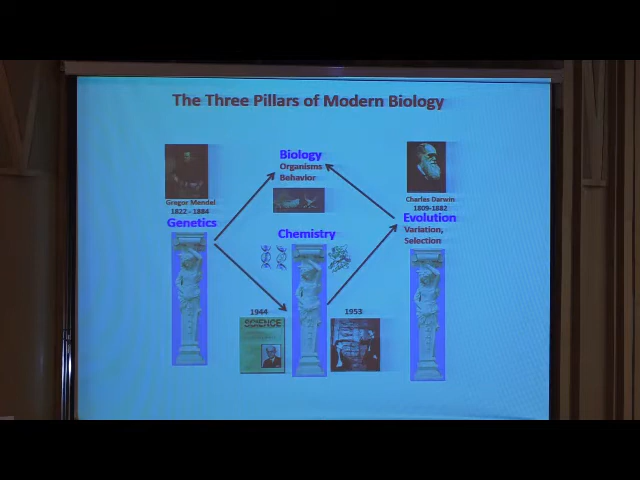 The Three Pillars of Modern Biology
Biology
Organisms
Behavior
Gregor Mendel
1822 - 1884
Genetics
Charles Darwin
1809-1882
Evolution
Variation,
Selection
Chemistry
1944
1953
SCIENCE